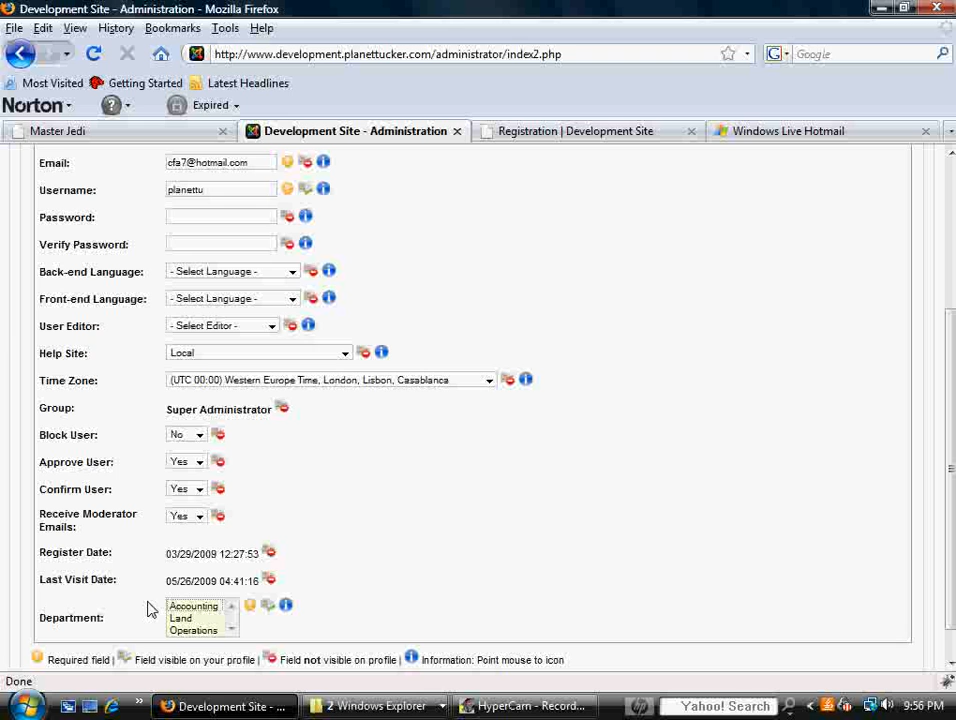 Development Site - Administration - Mozilla Firefox
File Edit View History Bookmarks Tools Help
http://www.development.planettucker.com/administrator/index2.php
Google
Most Visited Getting Started Latest Headlines
Norton Expired
Master Jedi Development Site - Administration Registration | Development Site Windows Live Hotmail
Email: cfa7@hotmail.com
Username: planettu
Password:
Verify Password:
Back-end Language: - Select Language -
Front-end Language: - Select Language -
User Editor: - Select Editor -
Help Site: Local
Time Zone: (UTC 00:00) Western Europe Time, London, Lisbon, Casablanca
Group: Super Administrator
Block User: No
Approve User: Yes
Confirm User: Yes
Receive Moderator Emails: Yes
Register Date: 03/29/2009 12:27:53
Last Visit Date: 05/26/2009 04:41:16
Department: Accounting
Land
Operations
Required field | Field visible on your profile | Field not visible on profile | Information: Point mouse to icon
Done
Development Site - ... 2 Windows Explorer HyperCam - Record... hp Yahoo! Search 9:56 PM